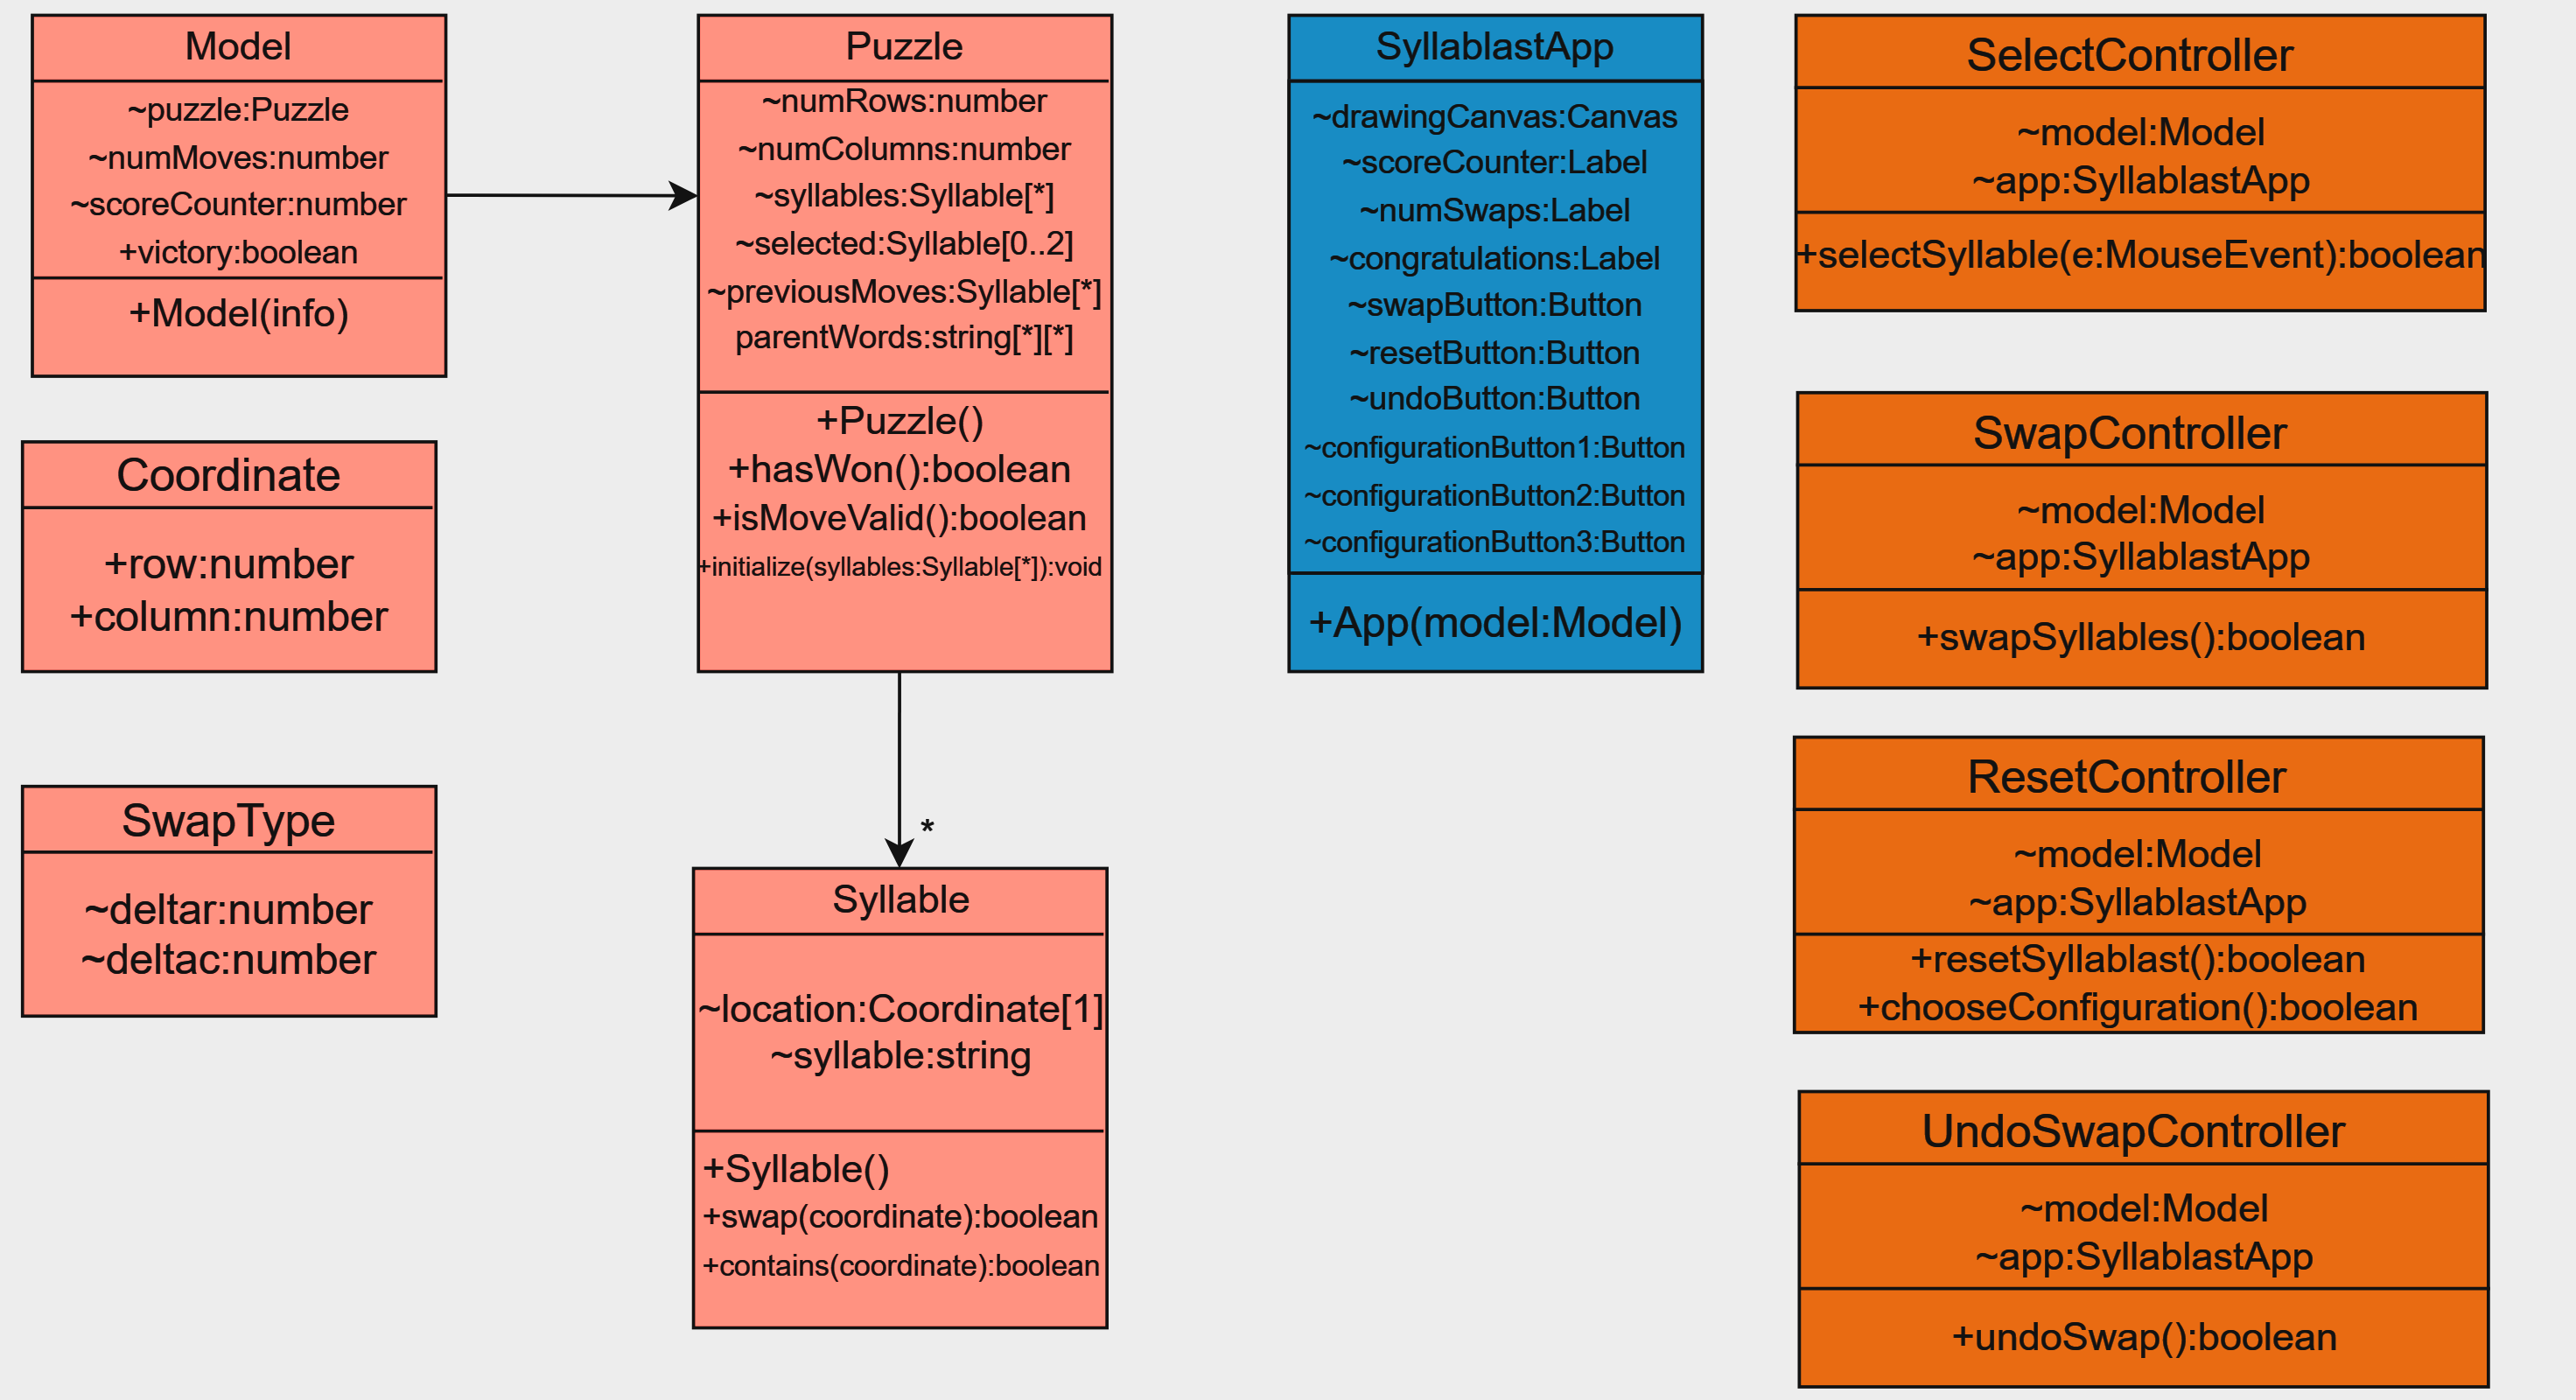 Model
~puzzle:Puzzle
~numMoves:number
~scoreCounter:number
+victory:boolean
+Model(info)
Coordinate
+row:number
+column:number
SwapType
~deltar:number
~deltac:number
Puzzle
~numRows:number
~numColumns:number
~syllables:Syllable[*]
~selected:Syllable[0..2]
~previousMoves:Syllable[*]
parentWords:string[*][*]
+Puzzle()
+hasWon():boolean
+isMoveValid():boolean
+initialize(syllables:Syllable[*]):void
*
Syllable
~location:Coordinate[1]
~syllable:string
+Syllable()
+swap(coordinate):boolean
+contains(coordinate):boolean
SyllablastApp
~drawingCanvas:Canvas
~scoreCounter:Label
~numSwaps:Label
~congratulations:Label
~swapButton:Button
~resetButton:Button
~undoButton:Button
~configurationButton1:Button
~configurationButton2:Button
~configurationButton3:Button
+App(model:Model)
SelectController
~model:Model
~app:SyllablastApp
+selectSyllable(e:MouseEvent):boolean
SwapController
~model:Model
~app:SyllablastApp
+swapSyllables():boolean
ResetController
~model:Model
~app:SyllablastApp
+resetSyllablast():boolean
+chooseConfiguration():boolean
UndoSwapController
~model:Model
~app:SyllablastApp
+undoSwap():boolean